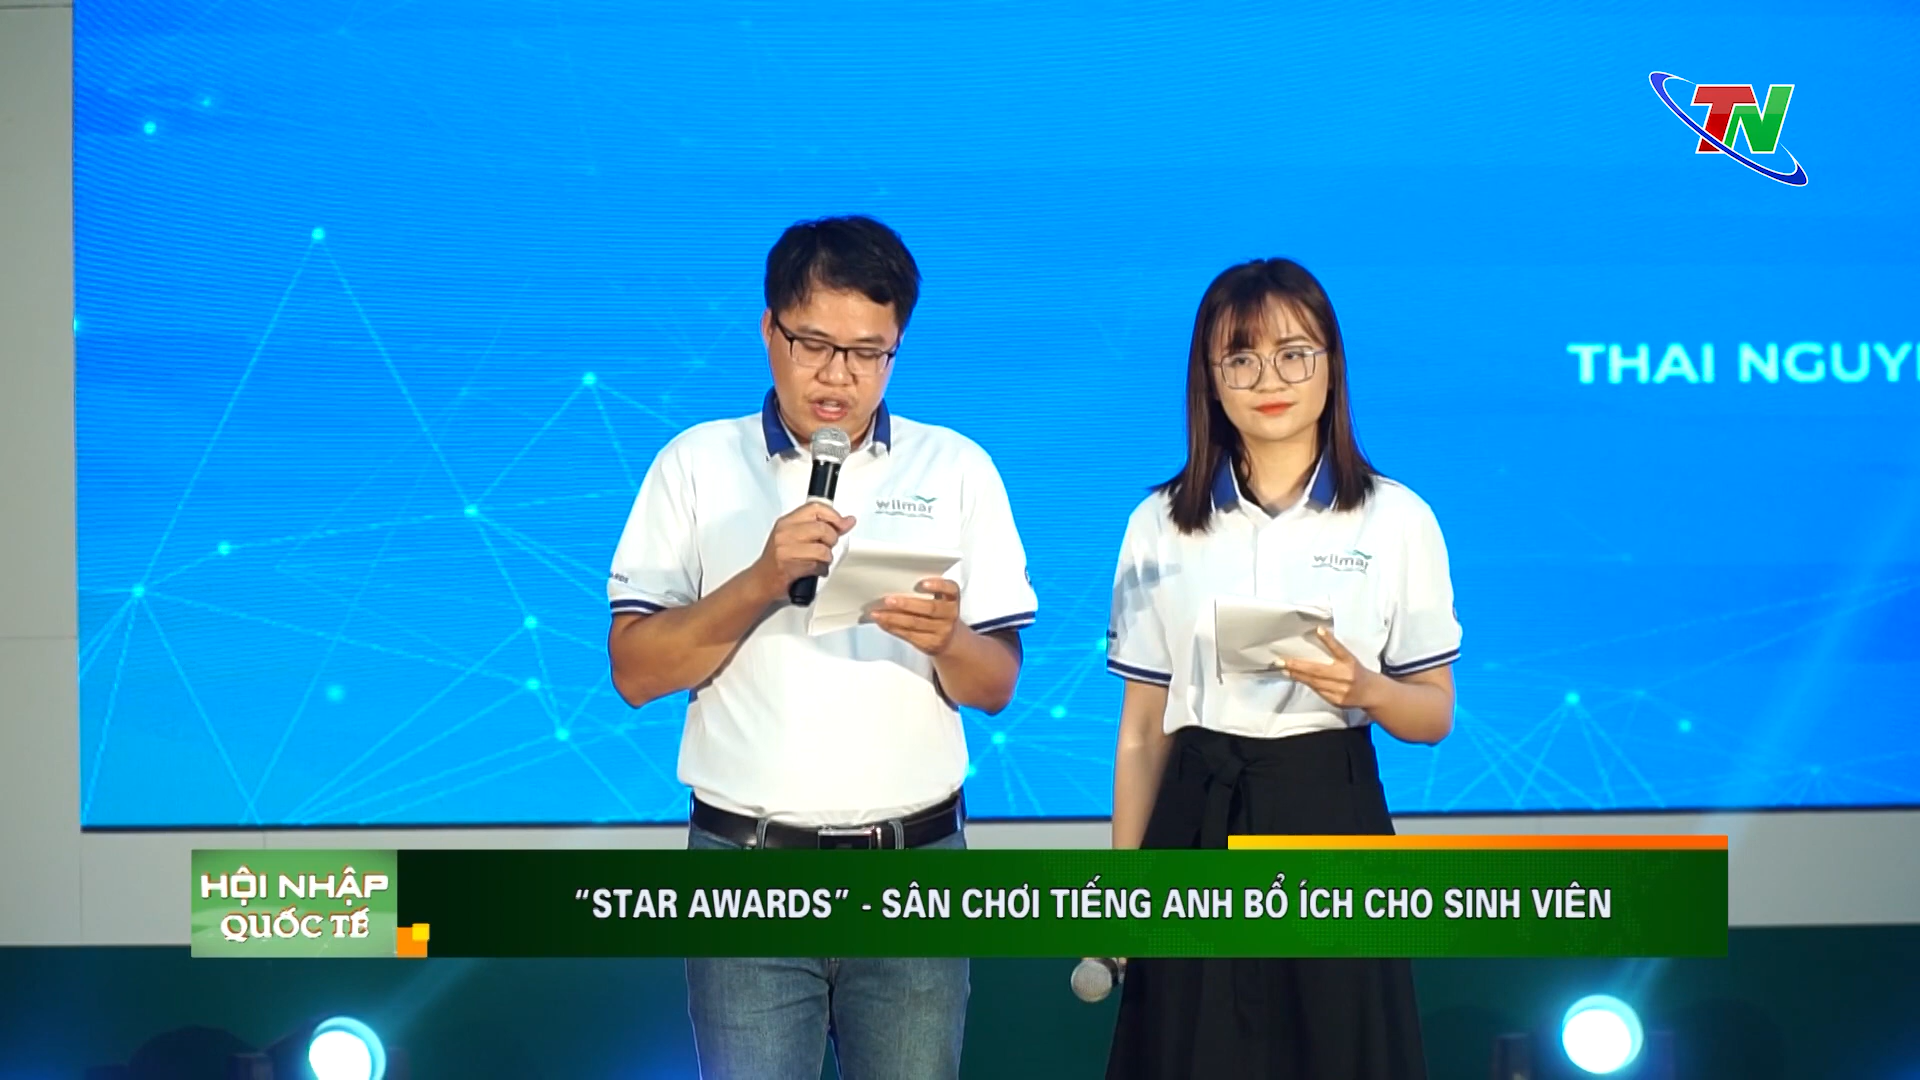 TN
THAI NGUY
wilmar
wilmar
HỘI NHẬP
QUỐC TẾ
“STAR AWARDS” - SÂN CHƠI TIẾNG ANH BỔ ÍCH CHO SINH VIÊN